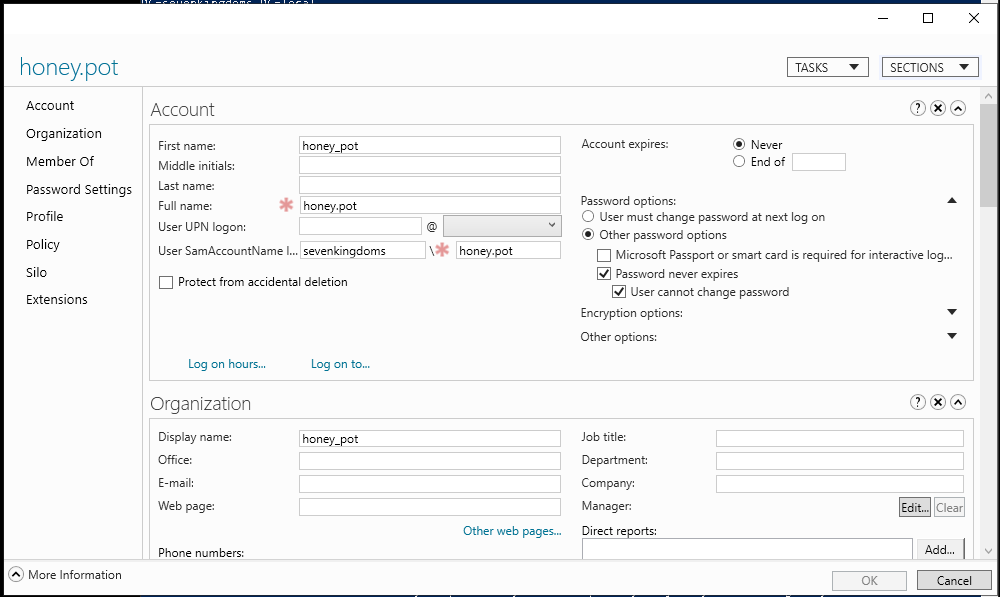 DC=sevenkingdoms,DC=local
honey.pot
TASKS
SECTIONS
Account
Organization
Member Of
Password Settings
Profile
Policy
Silo
Extensions
Account
First name:
honey_pot
Middle initials:
Last name:
Full name:
* honey.pot
User UPN logon:
@
User SamAccountName l...
sevenkingdoms
\* honey.pot
Protect from accidental deletion
Log on hours...
Log on to...
Account expires:
Never
End of
Password options:
User must change password at next log on
Other password options
Microsoft Passport or smart card is required for interactive log...
Password never expires
User cannot change password
Encryption options:
Other options:
Organization
Display name:
honey_pot
Office:
E-mail:
Web page:
Other web pages...
Phone numbers:
Job title:
Department:
Company:
Manager:
Edit...
Clear
Direct reports:
Add...
More Information
OK
Cancel